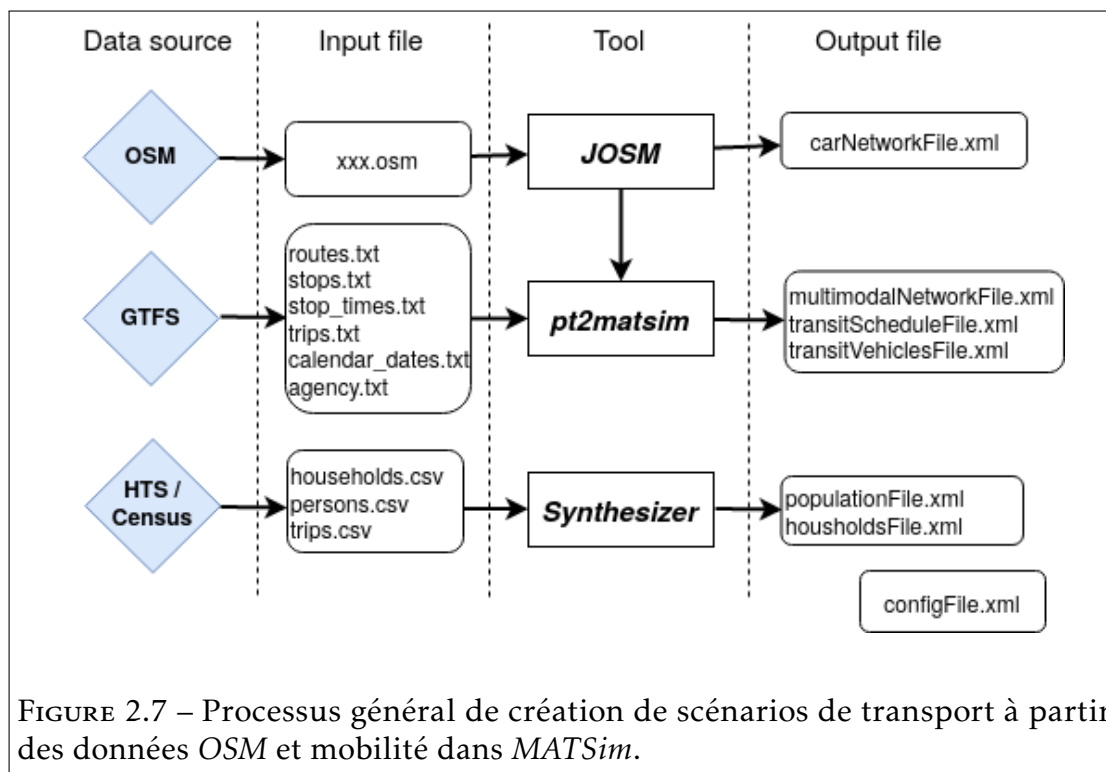 Data source
Input file
Tool
Output file
OSM
xxx.osm
JOSM
carNetworkFile.xml
GTFS
routes.txt
stops.txt
stop_times.txt
trips.txt
calendar_dates.txt
agency.txt
pt2matsim
multimodalNetworkFile.xml
transitScheduleFile.xml
transitVehiclesFile.xml
HTS /
Census
households.csv
persons.csv
trips.csv
Synthesizer
populationFile.xml
housholdsFile.xml
configFile.xml
FIGURE 2.7 – Processus général de création de scénarios de transport à partir
des données OSM et mobilité dans MATSim.